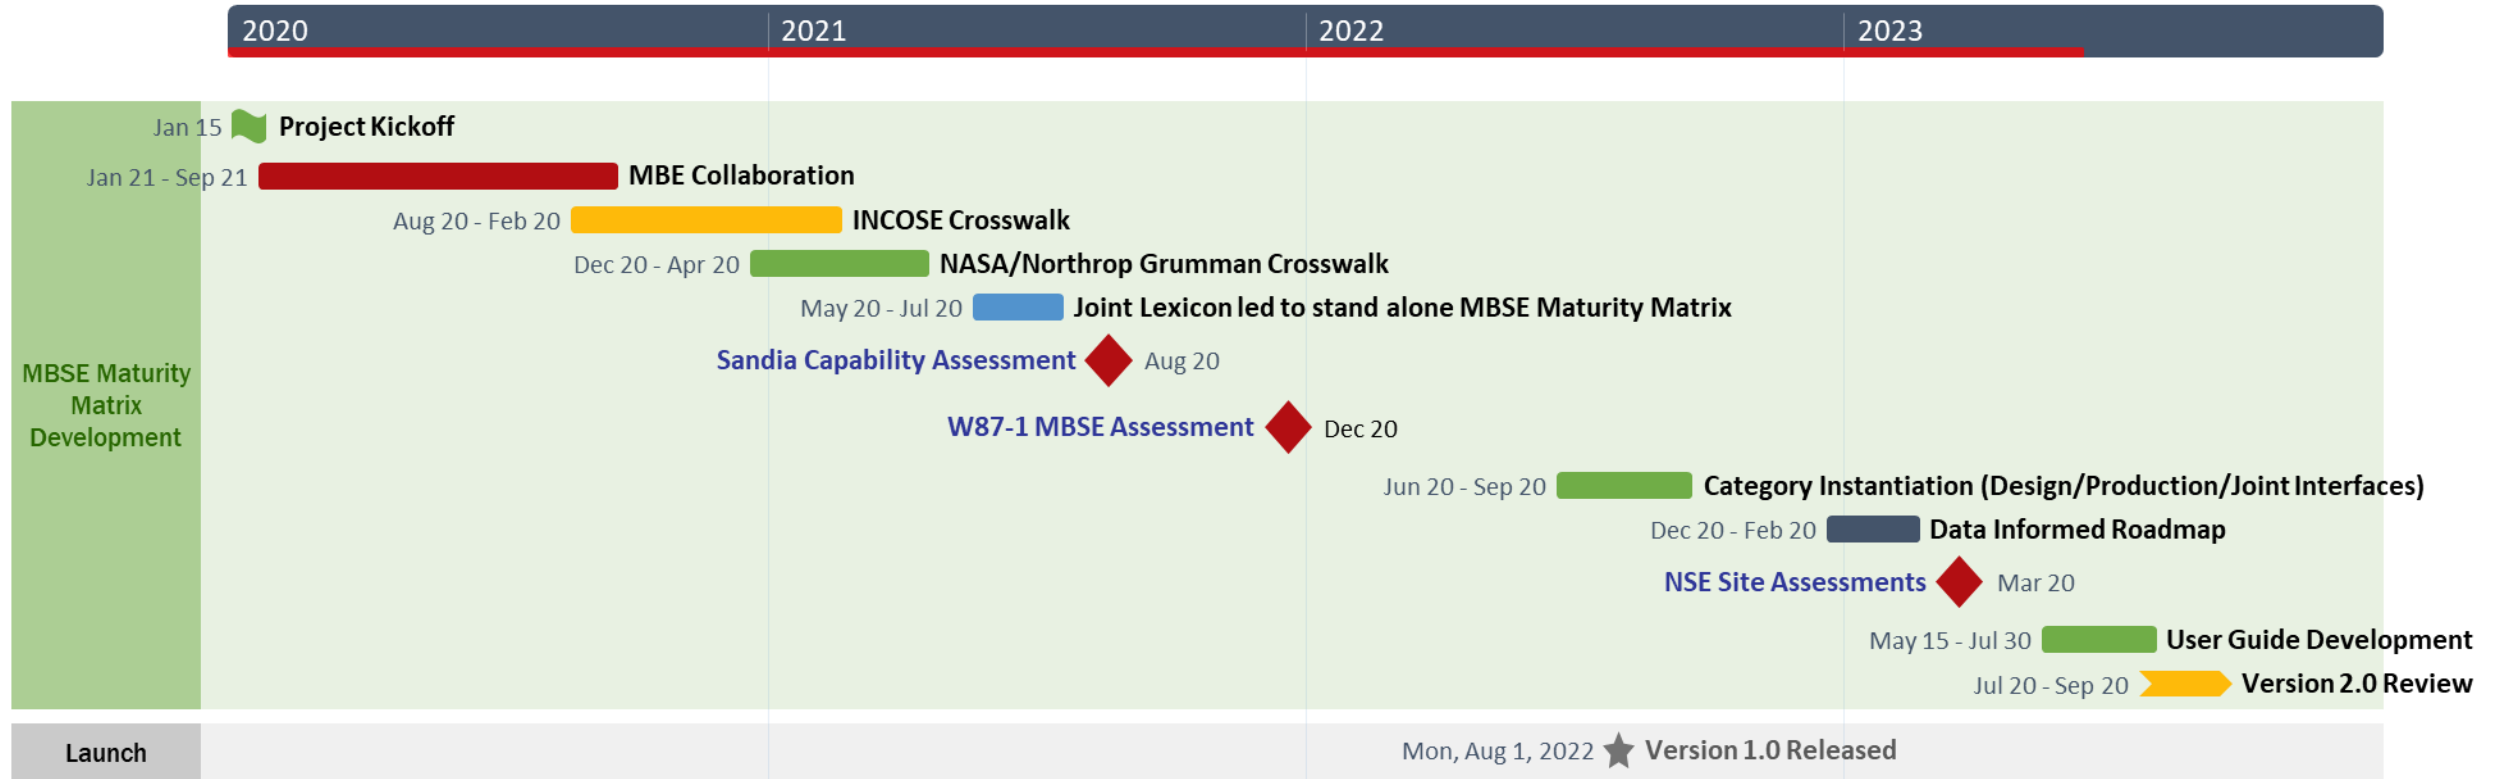 2020 2021 2022 2023
Jan 15 Project Kickoff
Jan 21 - Sep 21 MBE Collaboration
Aug 20 - Feb 20 INCOSE Crosswalk
Dec 20 - Apr 20 NASA/Northrop Grumman Crosswalk
May 20 - Jul 20 Joint Lexicon led to stand alone MBSE Maturity Matrix
Sandia Capability Assessment Aug 20
W87-1 MBSE Assessment Dec 20
MBSE Maturity
Matrix
Development
Jun 20 - Sep 20 Category Instantiation (Design/Production/Joint Interfaces)
Dec 20 - Feb 20 Data Informed Roadmap
NSE Site Assessments Mar 20
May 15 - Jul 30 User Guide Development
Jul 20 - Sep 20 Version 2.0 Review
Launch
Mon, Aug 1, 2022 Version 1.0 Released